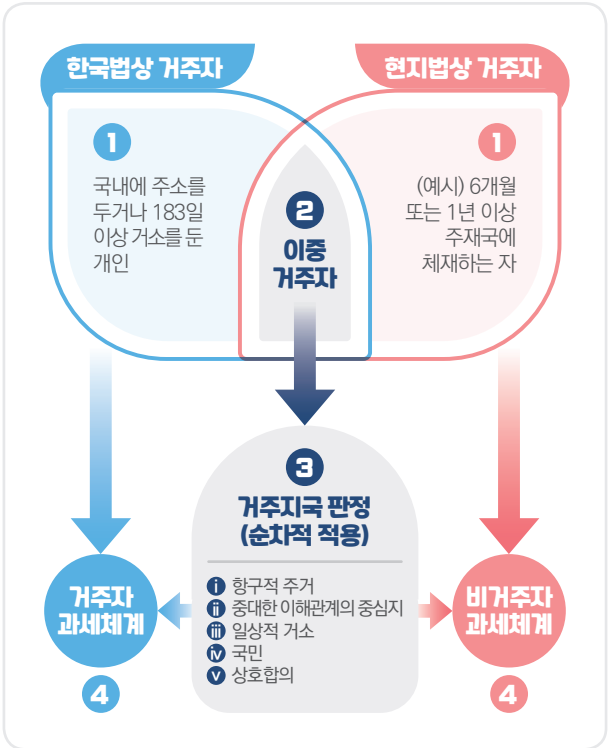 한국법상 거주자
현지법상 거주자
1
국내에 주소를
두거나 183일
이상 거소를 둔
개인
1
(예시) 6개월
또는 1년 이상
주재국에
체재하는 자
2
이중
거주자
3
거주지국 판정
(순차적 적용)
i 항구적 주거
ii 중대한 이해관계의 중심지
iii 일상적 거소
iv 국민
v 상호합의
거주자
과세체계
4
비거주자
과세체계
4